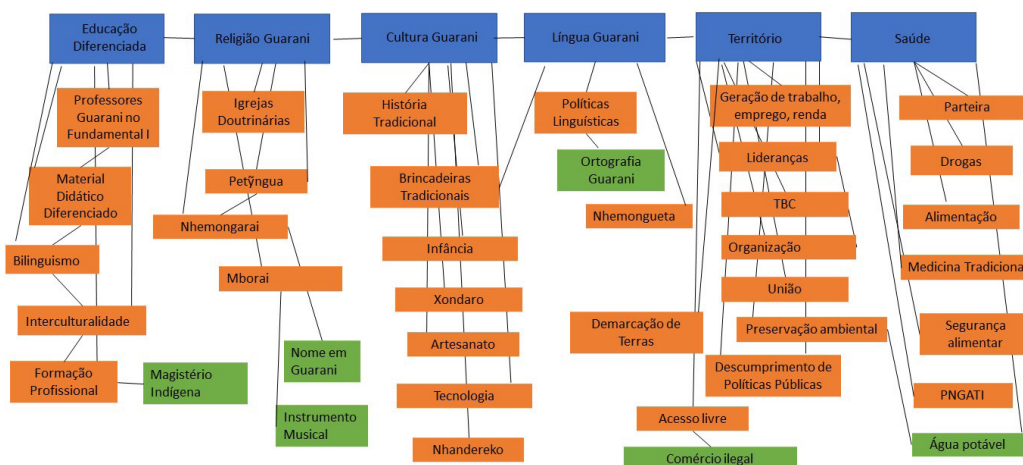 Educação
Diferenciada
Religião Guarani
Cultura Guarani
Língua Guarani
Território
Saúde
Professores
Guarani no
Fundamental I
Material
Didático
Diferenciado
Bilinguismo
Interculturalidade
Formação
Profissional
Magistério
Indígena
Igrejas
Doutrinárias
Petỹngua
Nhemongarai
Mborai
Nome em
Guarani
Instrumento
Musical
História
Tradicional
Brincadeiras
Tradicionais
Infância
Xondaro
Artesanato
Tecnologia
Nhandereko
Políticas
Linguísticas
Ortografia
Guarani
Nhemongueta
Geração de trabalho,
emprego, renda
Lideranças
TBC
Organização
União
Preservação ambiental
Demarcação de
Terras
Descumprimento de
Políticas Públicas
Acesso livre
Comércio ilegal
Parteira
Drogas
Alimentação
Medicina Tradiciona
Segurança
alimentar
PNGATI
Água potável